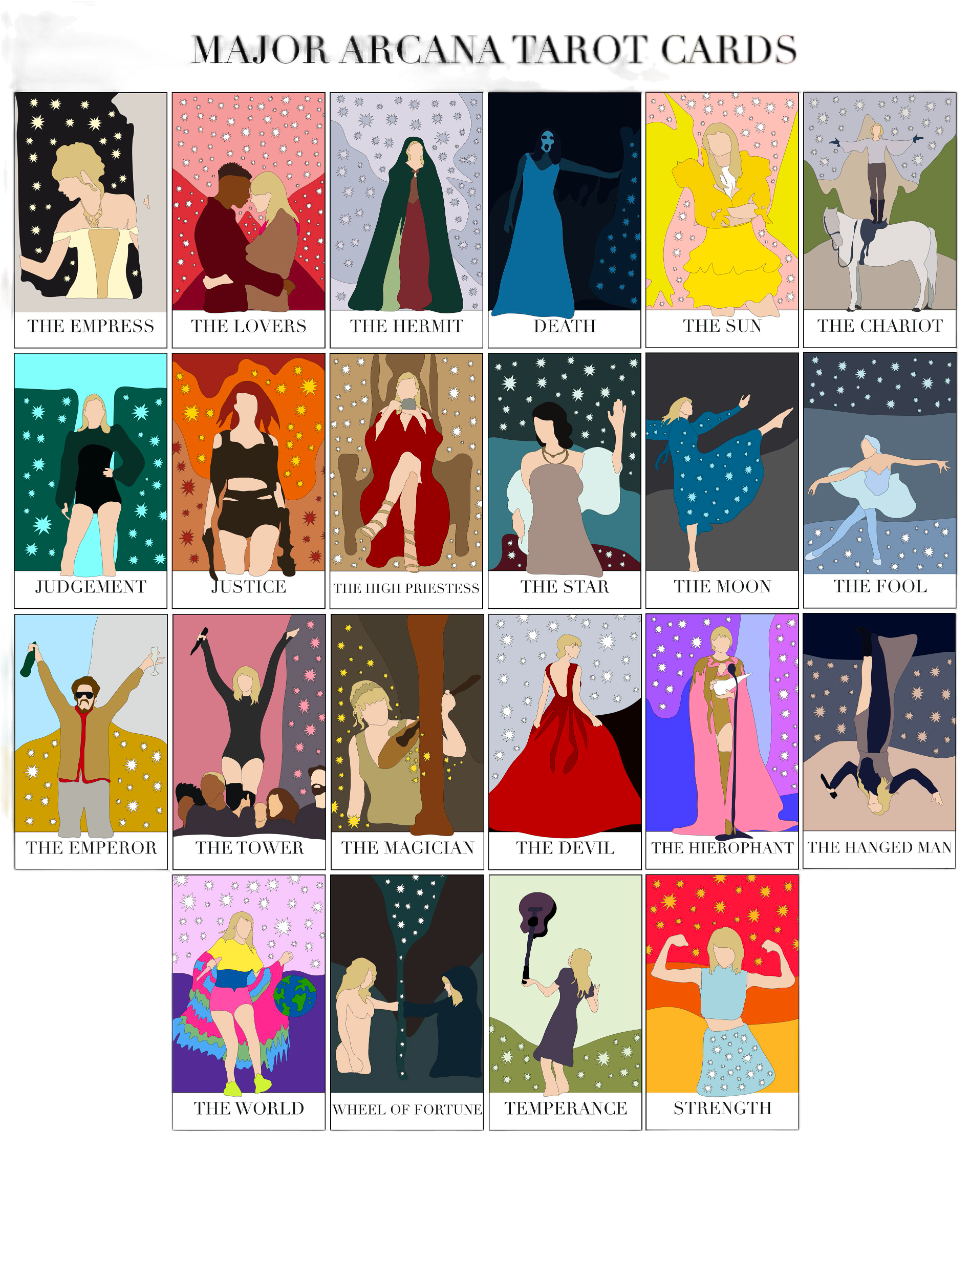 MAJOR ARCANA TAROT CARDS
THE EMPRESS
THE LOVERS
THE HERMIT
DEATH
THE SUN
THE CHARIOT
JUDGEMENT
JUSTICE
THE HIGH PRIESTESS
THE STAR
THE MOON
THE FOOL
THE EMPEROR
THE TOWER
THE MAGICIAN
THE DEVIL
THE HIEROPHANT
THE HANGED MAN
THE WORLD
WHEEL OF FORTUNE
TEMPERANCE
STRENGTH